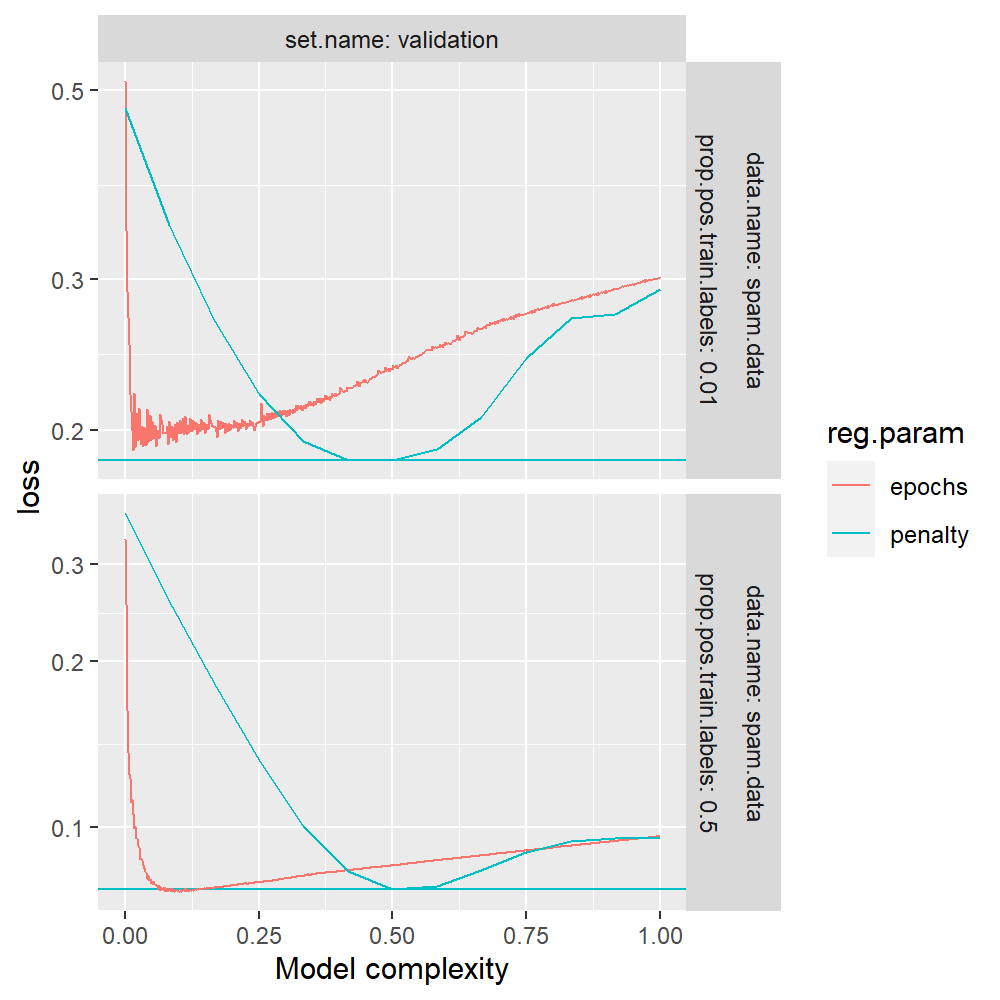 set.name: validation
0.5
0.3
0.2
data.name: spam.data
prop.pos.train.labels: 0.01
0.3
0.2
0.1
data.name: spam.data
prop.pos.train.labels: 0.5
loss
0.00 0.25 0.50 0.75 1.00
Model complexity
reg.param
epochs
penalty